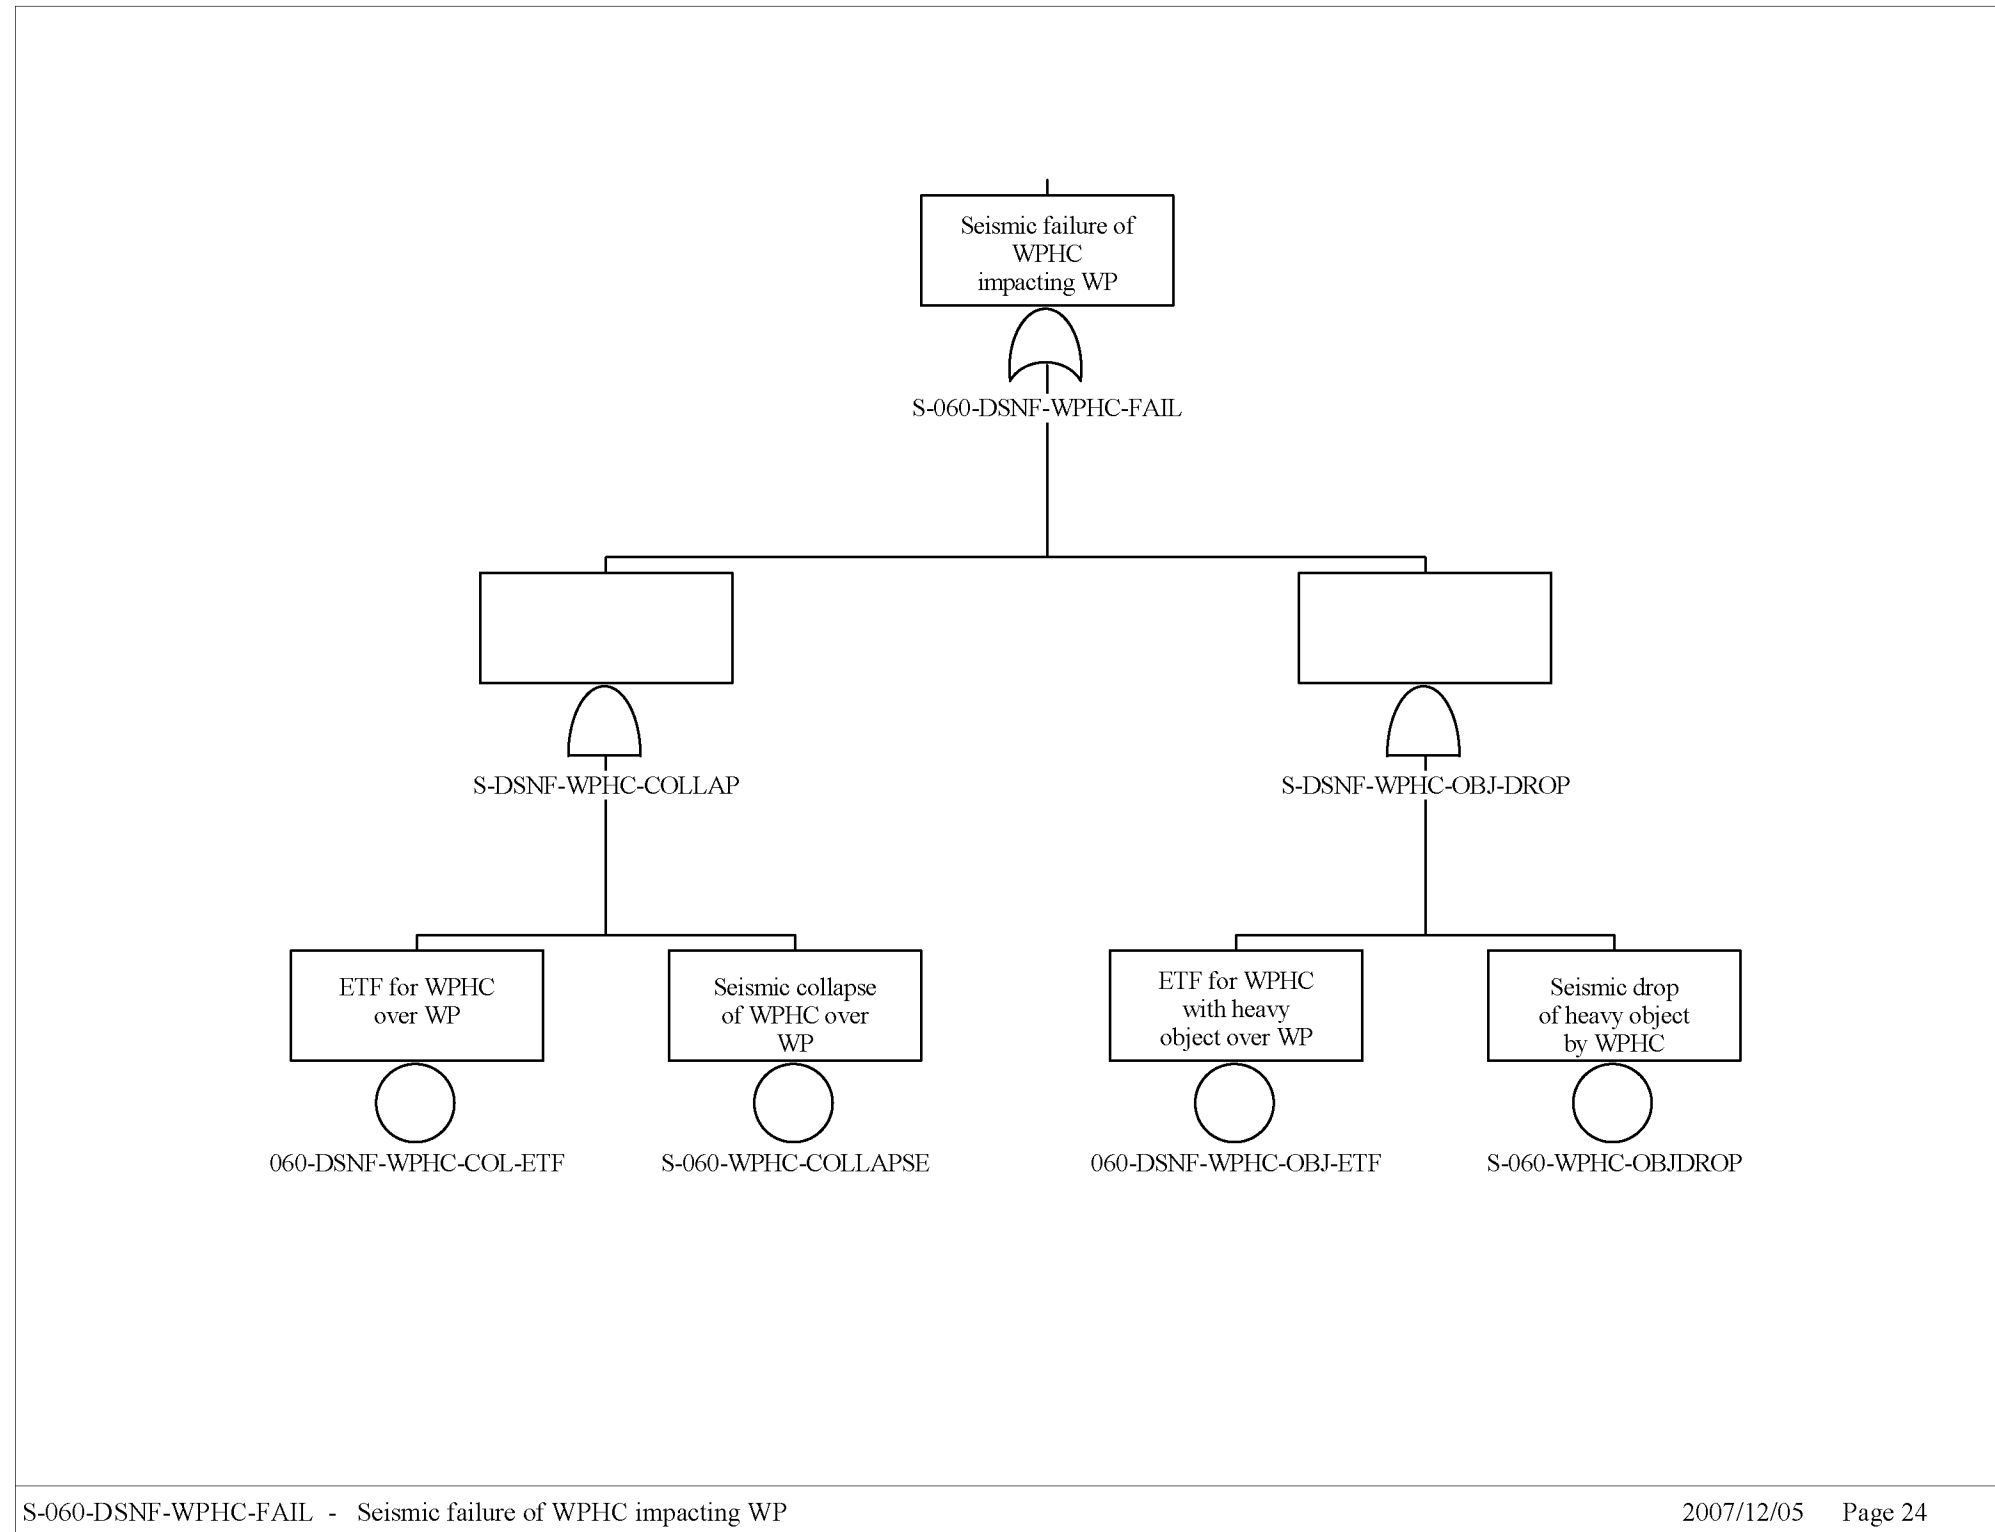 Seismic failure of
WPHC
impacting WP
S-060-DSNF-WPHC-FAIL
S-DSNF-WPHC-COLLAP
S-DSNF-WPHC-OBJ-DROP
ETF for WPHC
over WP
Seismic collapse
of WPHC over
WP
ETF for WPHC
with heavy
object over WP
Seismic drop
of heavy object
by WPHC
060-DSNF-WPHC-COL-ETF
S-060-WPHC-COLLAPSE
060-DSNF-WPHC-OBJ-ETF
S-060-WPHC-OBJDROP
S-060-DSNF-WPHC-FAIL - Seismic failure of WPHC impacting WP
2007/12/05 Page 24